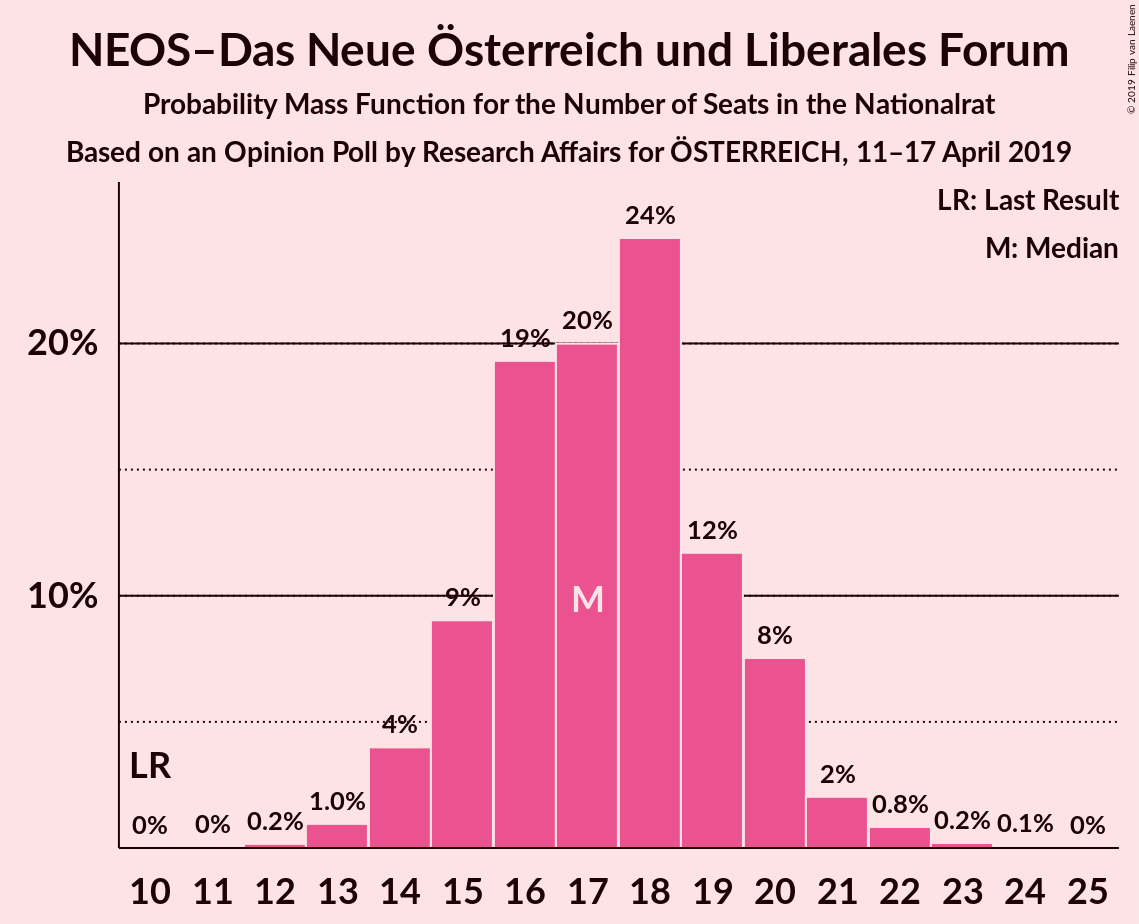 NEOS–Das Neue Österreich und Liberales Forum
Probability Mass Function for the Number of Seats in the Nationalrat
Based on an Opinion Poll by Research Affairs for ÖSTERREICH, 11–17 April 2019
© 2019 Filip van Laenen
LR: Last Result
M: Median
24%
20%
19%
20%
12%
10%
9%
M
8%
4%
LR
2%
0%
0%
0.2%
1.0%
0.8%
0.2%
0.1%
0%
10 11 12 13 14 15 16 17 18 19 20 21 22 23 24 25